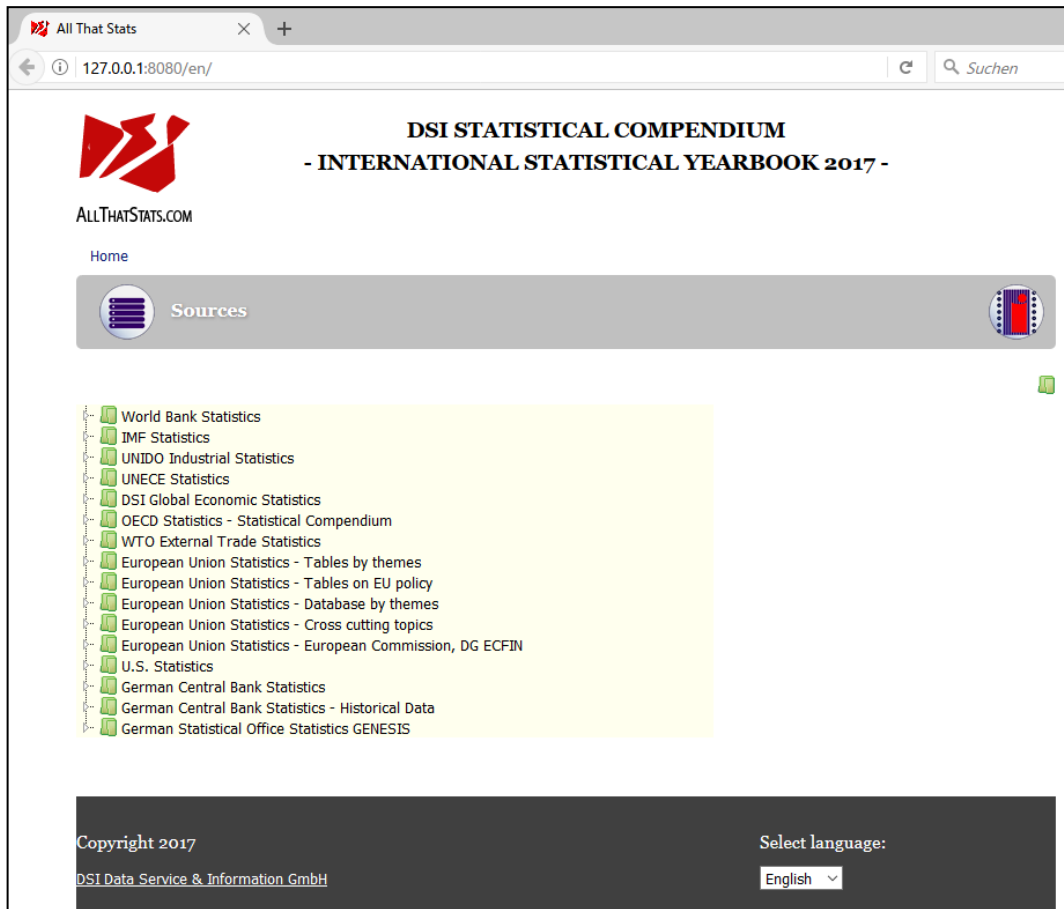 All That Stats
127.0.0.1:8080/en/
Suchen
DSI STATISTICAL COMPENDIUM
- INTERNATIONAL STATISTICAL YEARBOOK 2017 -
ALLTHATSTATS.COM
Home
Sources
World Bank Statistics
IMF Statistics
UNIDO Industrial Statistics
UNECE Statistics
DSI Global Economic Statistics
OECD Statistics - Statistical Compendium
WTO External Trade Statistics
European Union Statistics - Tables by themes
European Union Statistics - Tables on EU policy
European Union Statistics - Database by themes
European Union Statistics - Cross cutting topics
European Union Statistics - European Commission, DG ECFIN
U.S. Statistics
German Central Bank Statistics
German Central Bank Statistics - Historical Data
German Statistical Office Statistics GENESIS
Copyright 2017
Select language:
DSI Data Service & Information GmbH
English